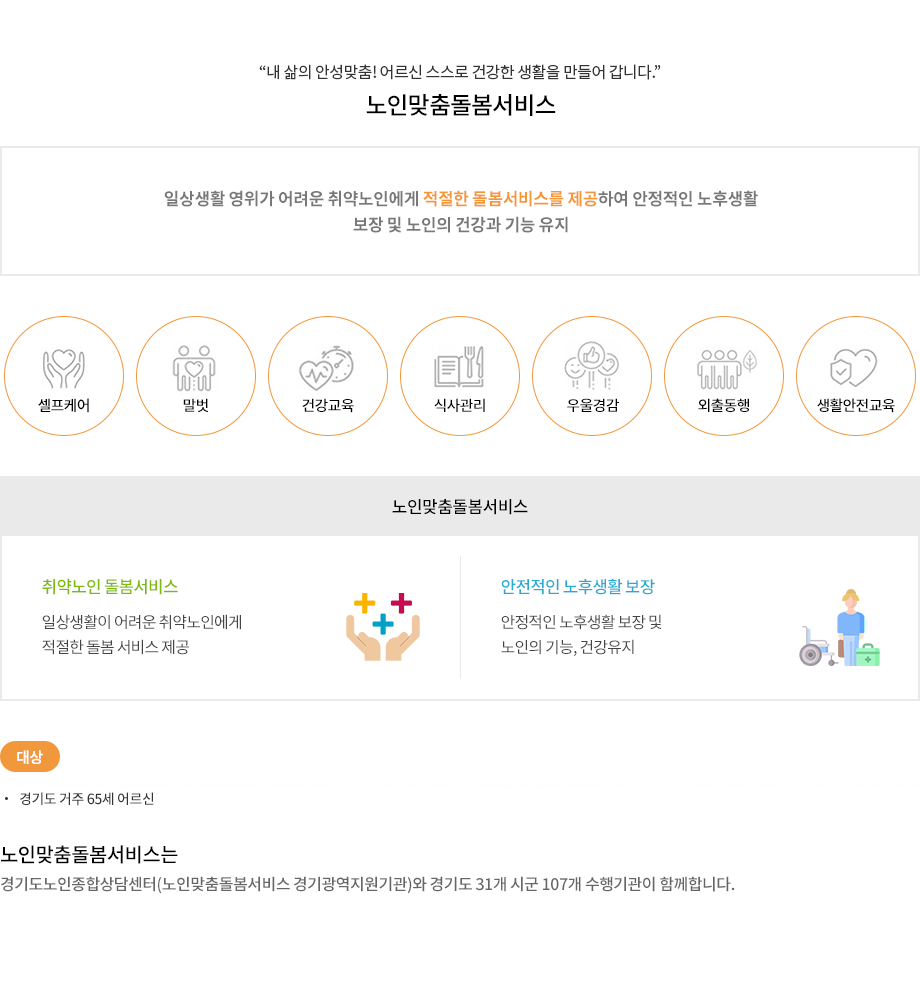 “내 삶의 안성맞춤! 어르신 스스로 건강한 생활을 만들어 갑니다.”
노인맞춤돌봄서비스
일상생활 영위가 어려운 취약노인에게 적절한 돌봄서비스를 제공하여 안정적인 노후생활
보장 및 노인의 건강과 기능 유지
셀프케어
말벗
건강교육
식사관리
우울경감
외출동행
생활안전교육
노인맞춤돌봄서비스
취약노인 돌봄서비스
일상생활이 어려운 취약노인에게
적절한 돌봄 서비스 제공
안전적인 노후생활 보장
안정적인 노후생활 보장 및
노인의 기능, 건강유지
대상
• 경기도 거주 65세 어르신
노인맞춤돌봄서비스는
경기도노인종합상담센터(노인맞춤돌봄서비스 경기광역지원기관)와 경기도 31개 시군 107개 수행기관이 함께합니다.